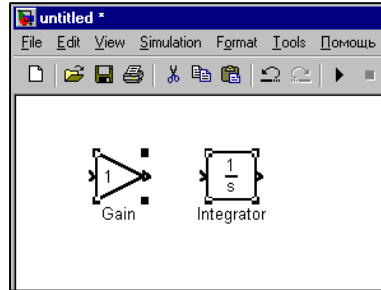 untitled *
File Edit View Simulation Format Tools Помощь
1
1
s
Gain Integrator